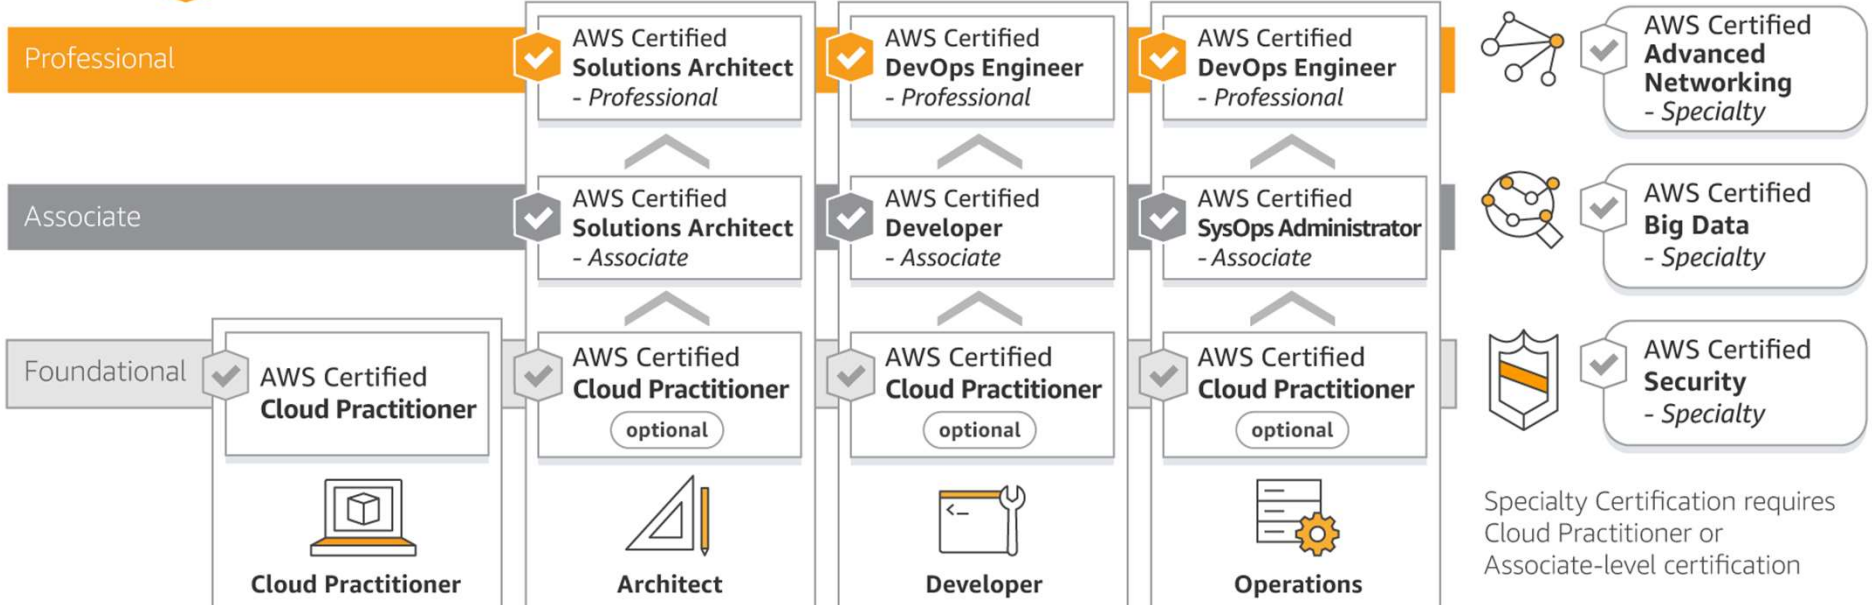 Professional
AWS Certified
Solutions Architect
- Professional
AWS Certified
DevOps Engineer
- Professional
AWS Certified
DevOps Engineer
- Professional
AWS Certified
Advanced
Networking
- Specialty
Associate
AWS Certified
Solutions Architect
- Associate
AWS Certified
Developer
- Associate
AWS Certified
SysOps Administrator
- Associate
AWS Certified
Big Data
- Specialty
Foundational
AWS Certified
Cloud Practitioner
AWS Certified
Cloud Practitioner
optional
AWS Certified
Cloud Practitioner
optional
AWS Certified
Cloud Practitioner
optional
AWS Certified
Security
- Specialty
Cloud Practitioner
Architect
<-
Developer
Operations
Specialty Certification requires
Cloud Practitioner or
Associate-level certification